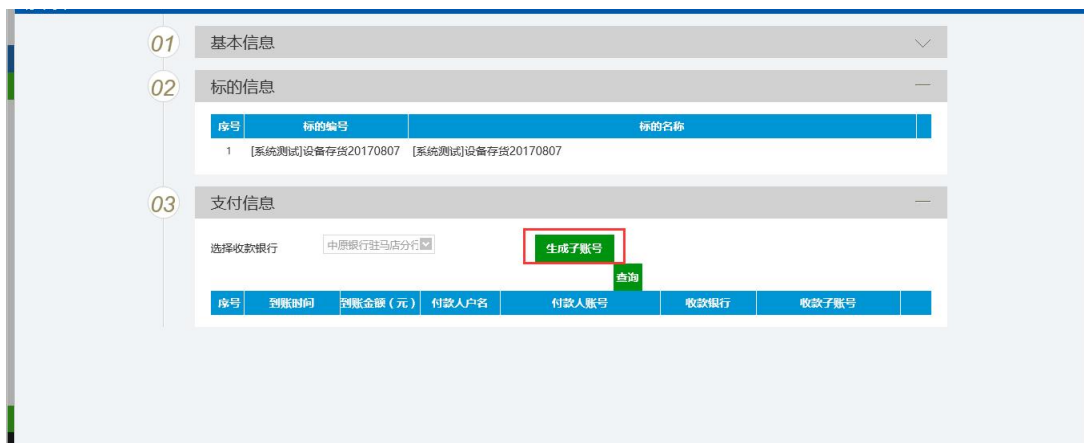 01 基本信息
02 标的信息
序号 标的编号 标的名称
1 [系统测试]设备存货20170807 [系统测试]设备存货20170807
03 支付信息
选择收款银行 中原银行驻马店分行 生成子账号
查询
序号 到账时间 到账金额（元） 付款人户名 付款人账号 收款银行 收款子账号